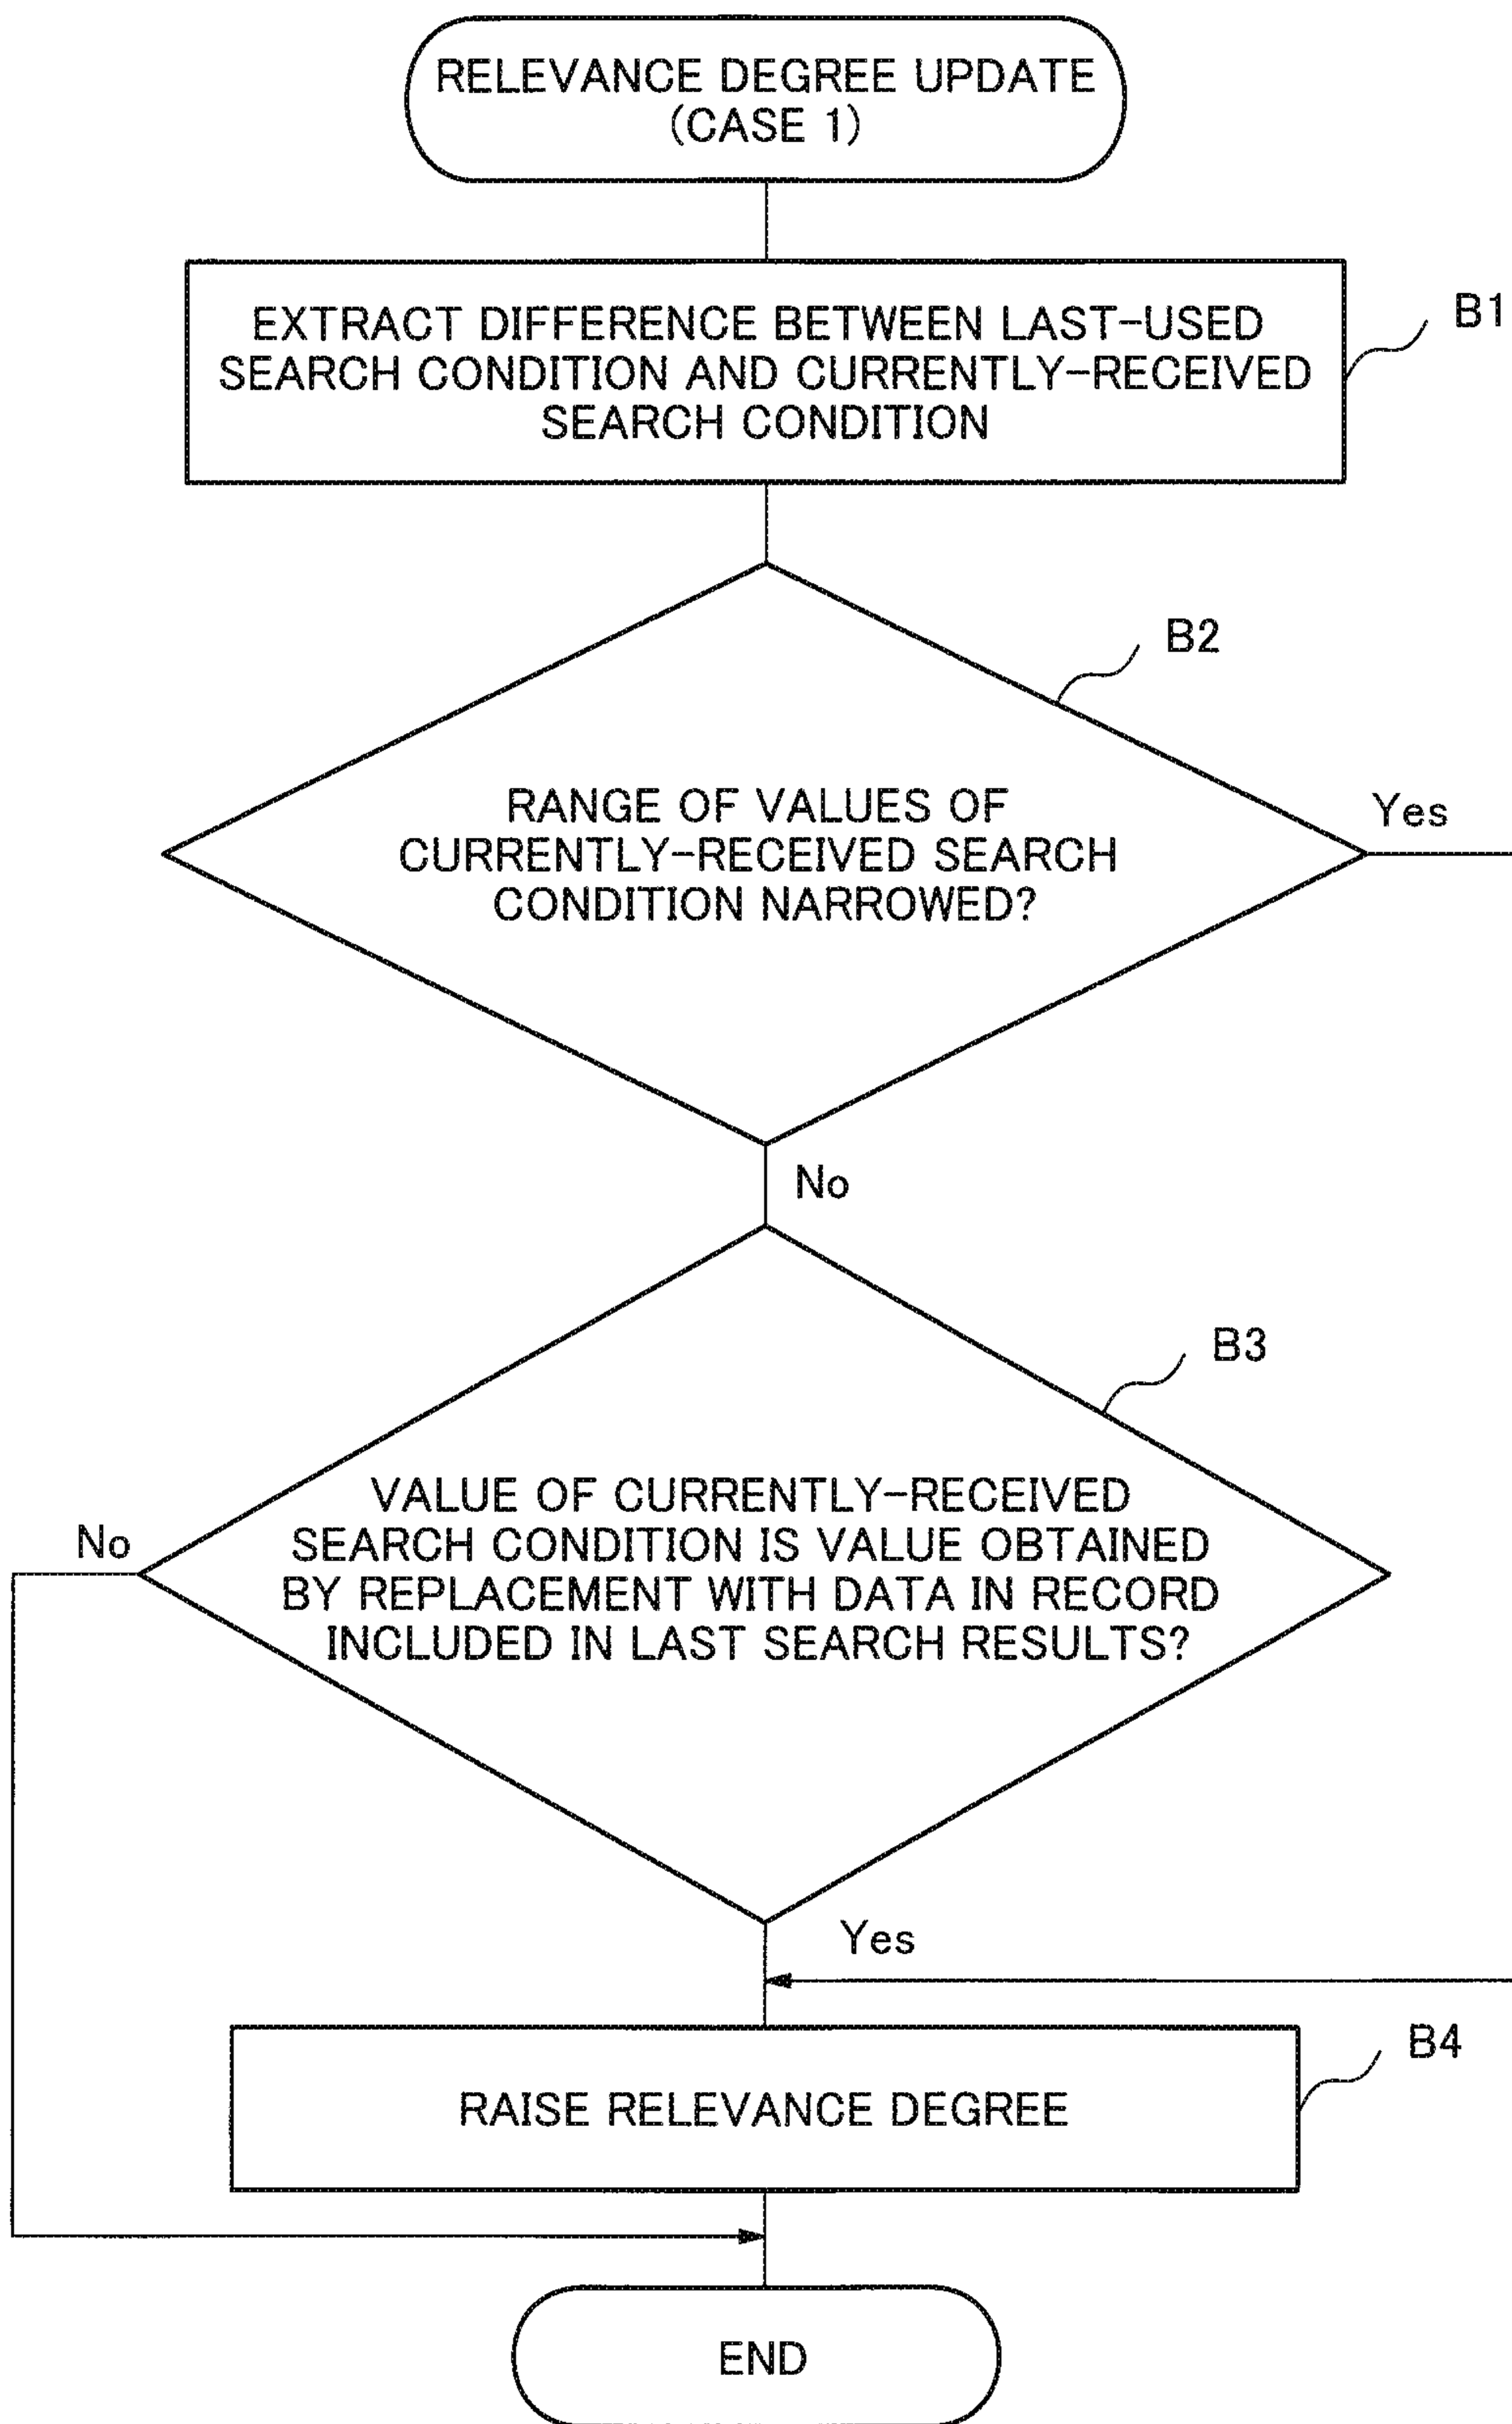 RELEVANCE DEGREE UPDATE
(CASE 1)
EXTRACT DIFFERENCE BETWEEN LAST-USED
SEARCH CONDITION AND CURRENTLY-RECEIVED
SEARCH CONDITION
B1
B2
RANGE OF VALUES OF
CURRENTLY-RECEIVED SEARCH
CONDITION NARROWED?
Yes
No
B3
VALUE OF CURRENTLY-RECEIVED
SEARCH CONDITION IS VALUE OBTAINED
BY REPLACEMENT WITH DATA IN RECORD
INCLUDED IN LAST SEARCH RESULTS?
No
Yes
B4
RAISE RELEVANCE DEGREE
END